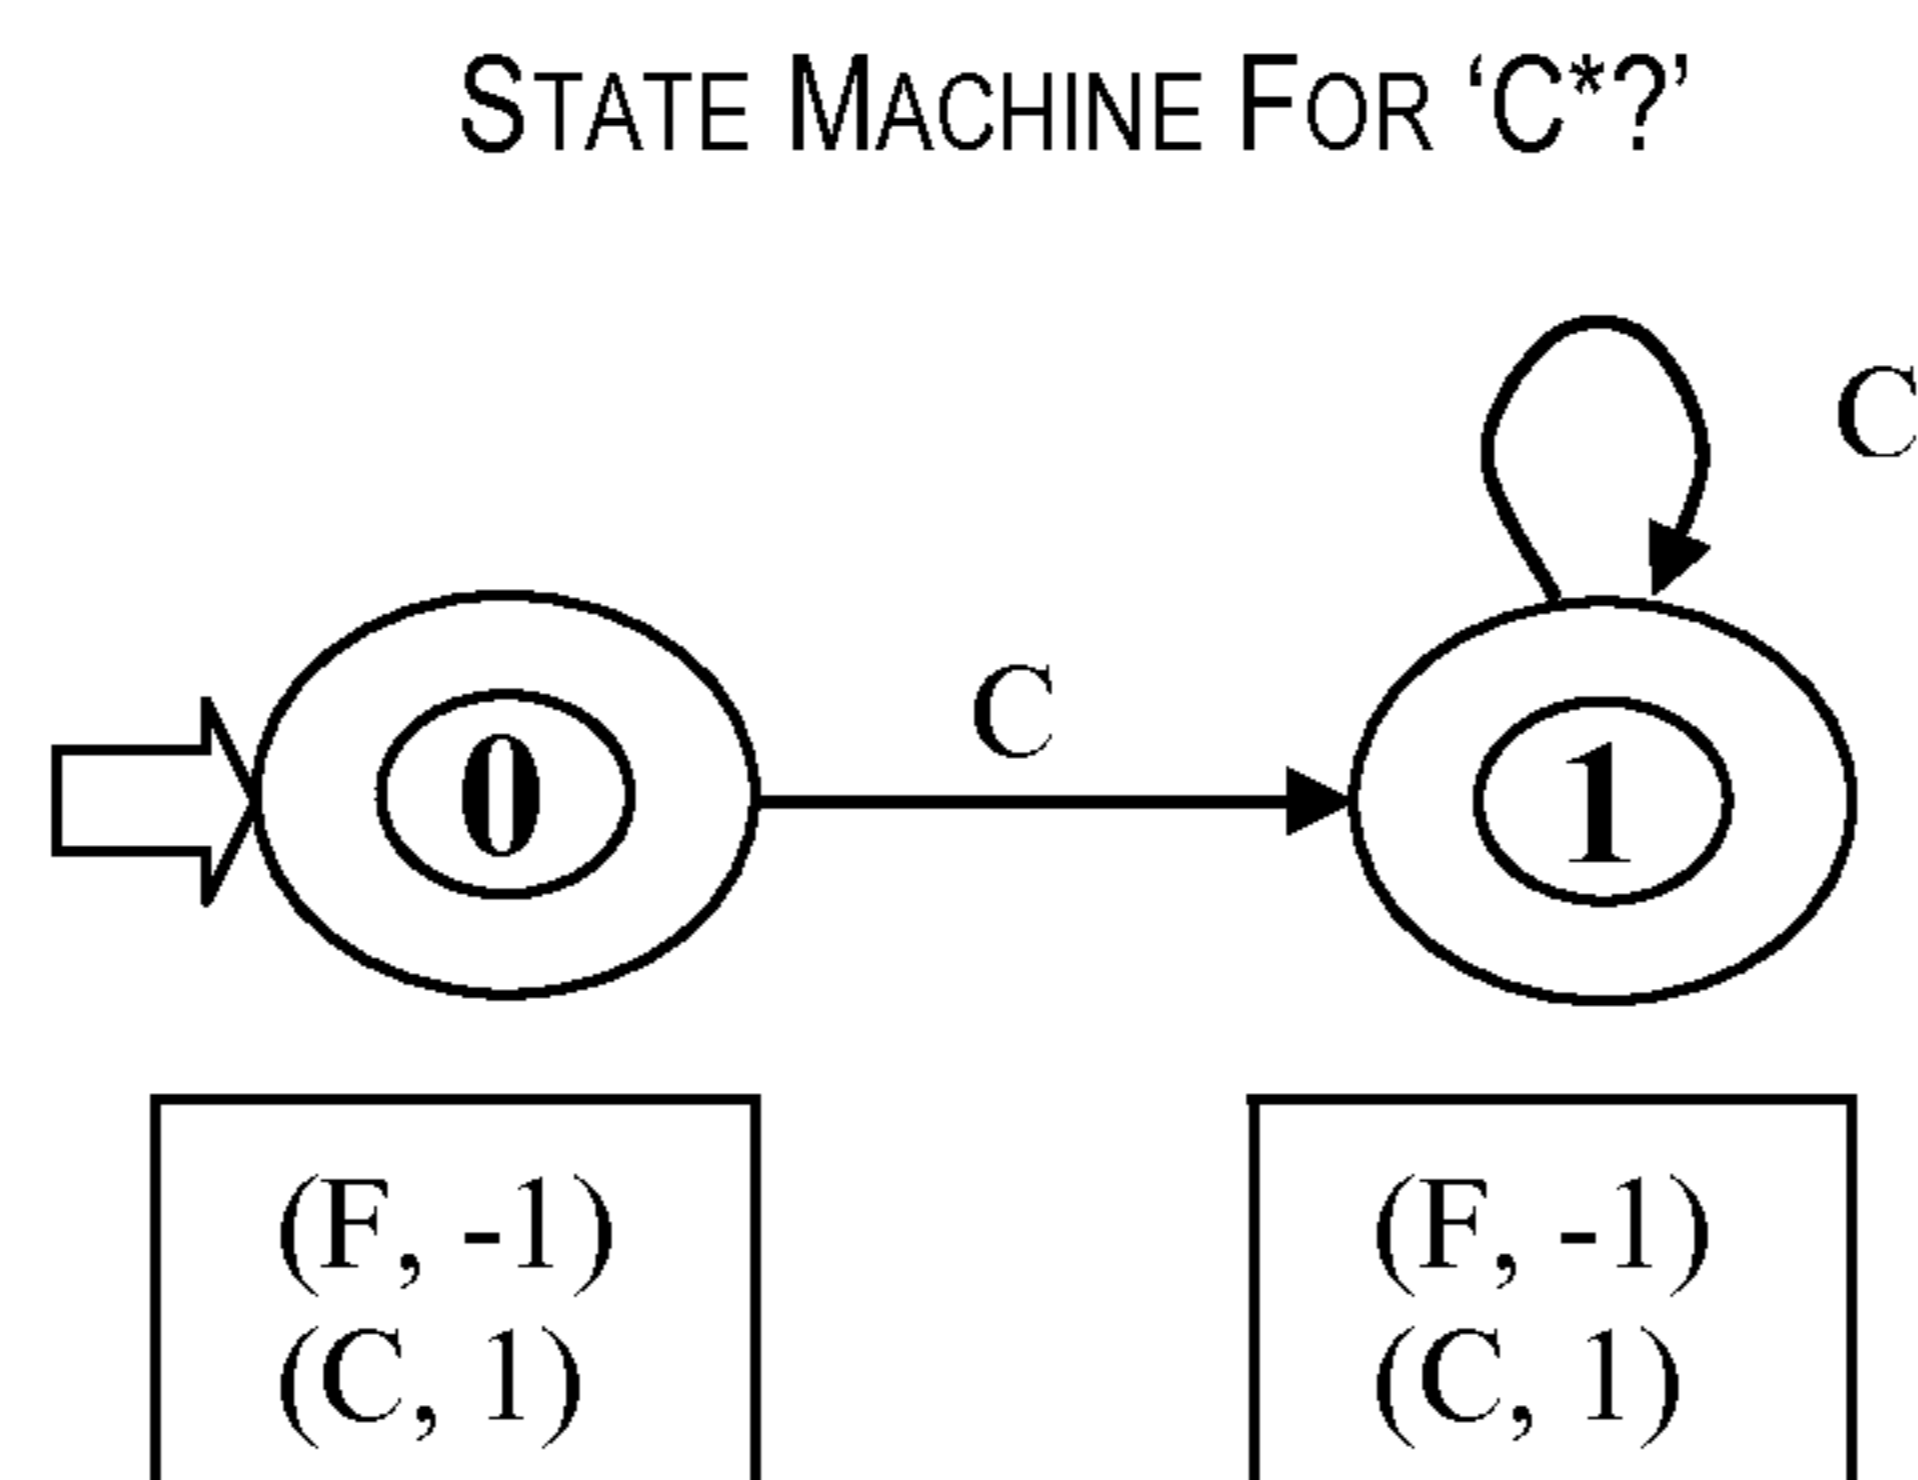 STATE MACHINE FOR ‘C*?’
C
C
0
1
(F, -1)
(C, 1)
(F, -1)
(C, 1)